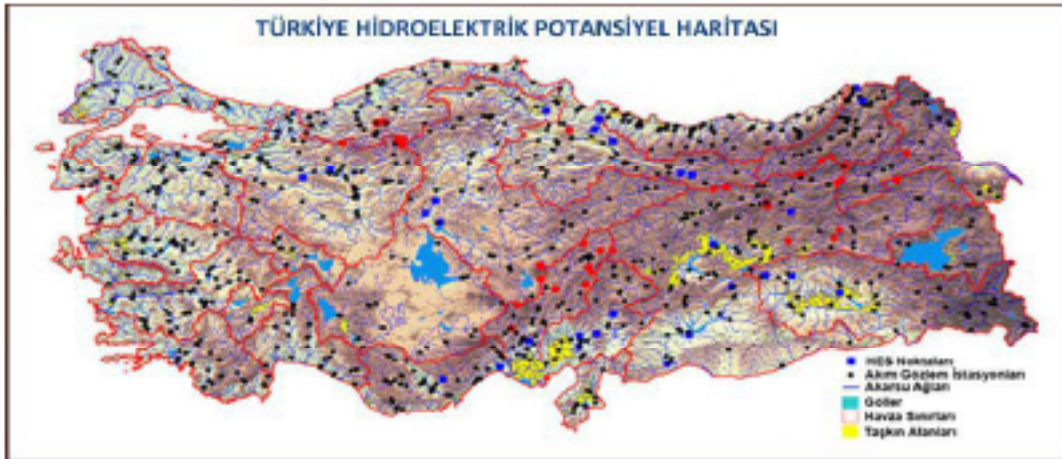 TÜRKİYE HİDROELEKTRİK POTANSİYEL HARİTASI
HES Noktaları
Akım Gözlem İstasyonları
Akarsu Ağları
Göller
Havza Sınırları
Taşkın Alanları